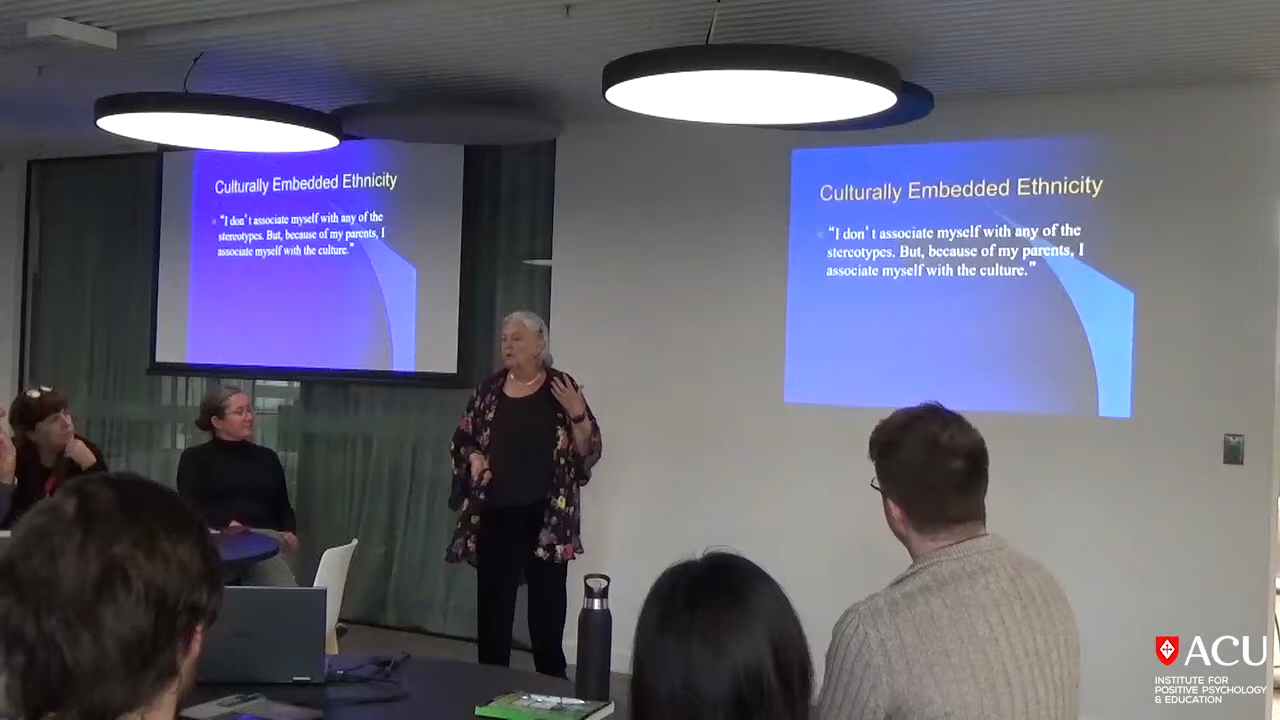 Culturally Embedded Ethnicity
“I don’t associate myself with any of the
stereotypes. But, because of my parents, I
associate myself with the culture.”
Culturally Embedded Ethnicity
“I don’t associate myself with any of the
stereotypes. But, because of my parents, I
associate myself with the culture.”
ACU
INSTITUTE FOR
POSITIVE PSYCHOLOGY
& EDUCATION